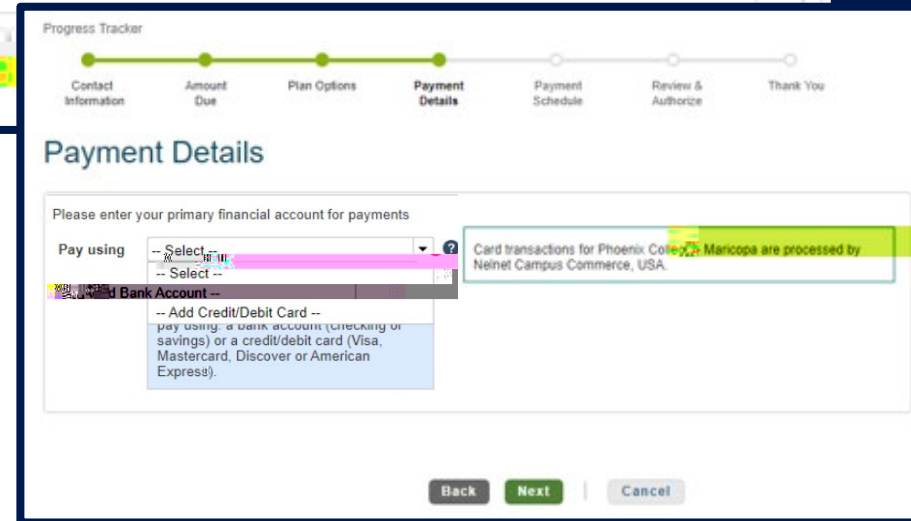 Progress Tracker
Contact Information
Amount Due
Plan Options
Payment Details
Payment Schedule
Review & Authorize
Thank You
Payment Details
Please enter your primary financial account for payments
Pay using
-- Select --
-- Select --
Bank Account --
-- Add Credit/Debit Card --
pay using: a bank account (checking or
savings) or a credit/debit card (Visa,
Mastercard, Discover or American
Express).
Card transactions for Phoenix Maricopa are processed by
Nelnet Campus Commerce, USA.
Back
Next
Cancel